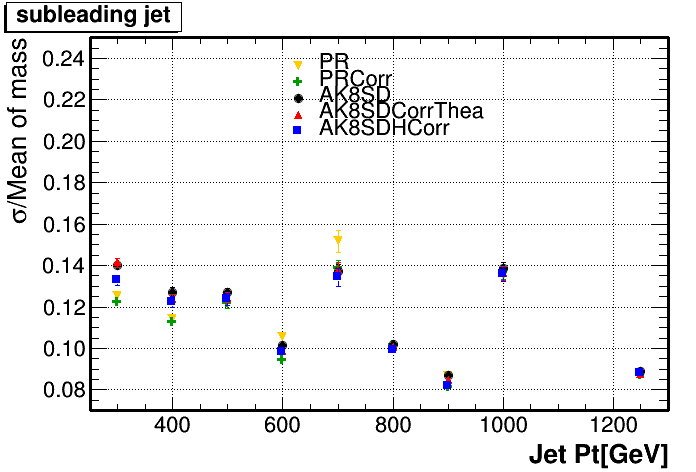 subleading jet
σ/Mean of mass
0.24
0.22
0.20
0.18
0.16
0.14
0.12
0.10
0.08
PR
PRCorr
AK8SD
AK8SDCorrThea
AK8SDHCorr
400 600 800 1000 1200
Jet Pt[GeV]